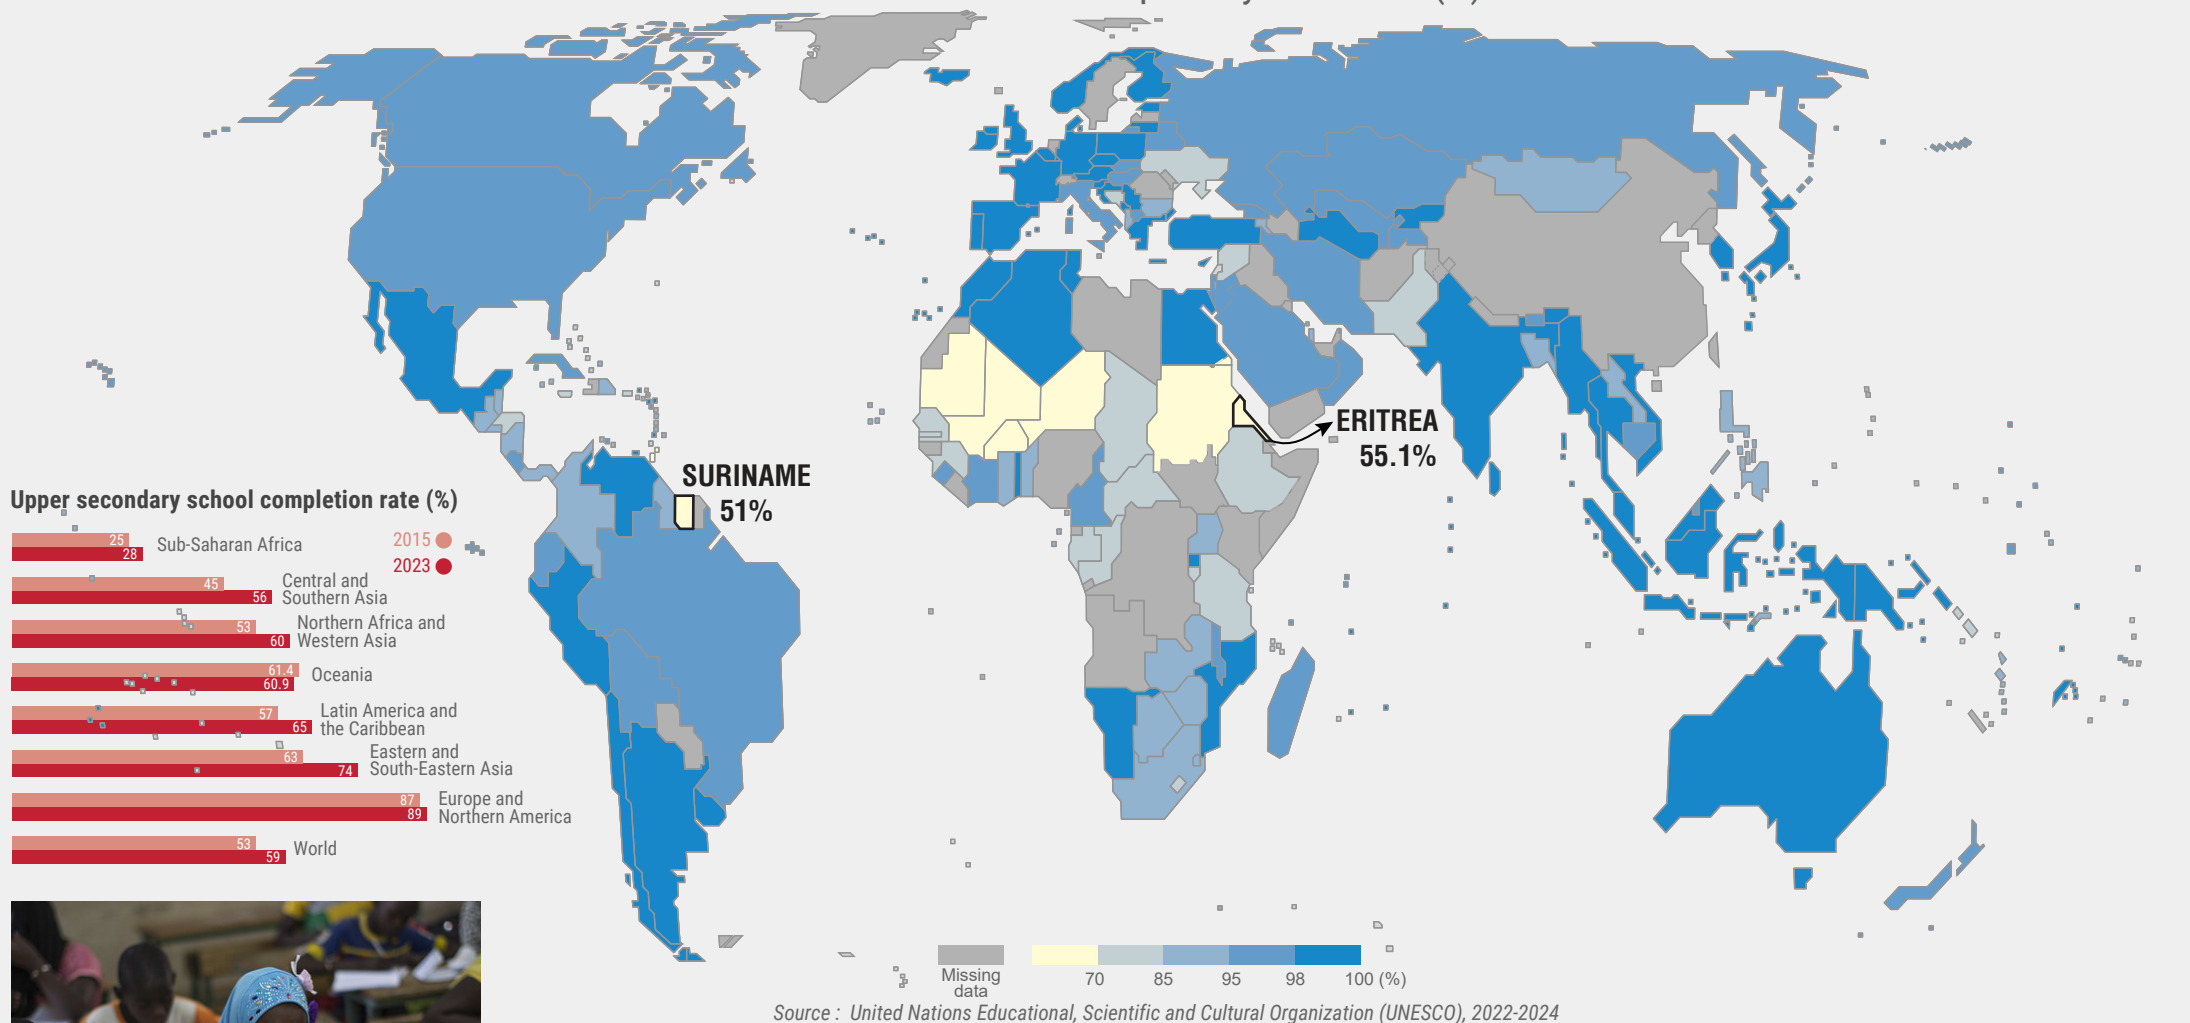 SURINAME
51%
ERITREA
55.1%
Upper secondary school completion rate (%)
2015
2023
25
28
Sub-Saharan Africa
45
56
Central and
Southern Asia
53
60
Northern Africa and
Western Asia
61.4
60.9
Oceania
57
65
Latin America and
the Caribbean
63
74
Eastern and
South-Eastern Asia
87
89
Europe and
Northern America
53
59
World
Missing
data
70 85 95 98 100 (%)
Source : United Nations Educational, Scientific and Cultural Organization (UNESCO), 2022-2024